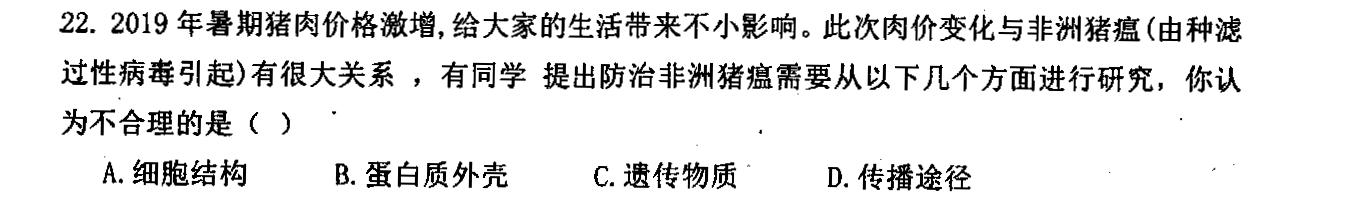 22. 2019 年暑期猪肉价格激增,给大家的生活带来不小影响。此次肉价变化与非洲猪瘟(由种滤
过性病毒引起)有很大关系 ，有同学 提出防治非洲猪瘟需要从以下几个方面进行研究，你认
为不合理的是（ ）
A.细胞结构 B.蛋白质外壳 C.遗传物质 D.传播途径